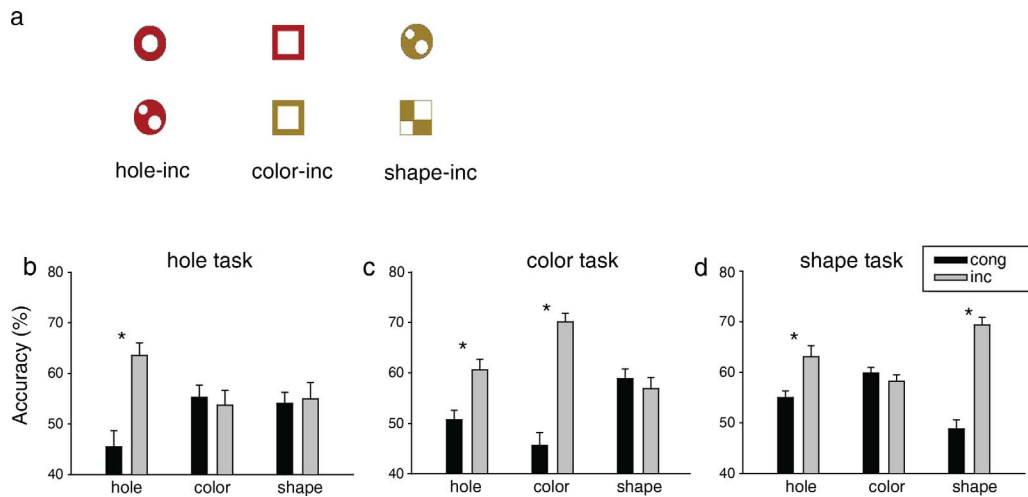 a
hole-inc color-inc shape-inc
b hole task
c color task
d shape task
cong
inc
Accuracy (%)
80
70
60
50
40
hole color shape
*
80
70
60
50
40
hole color shape
* *
80
70
60
50
40
hole color shape
* *